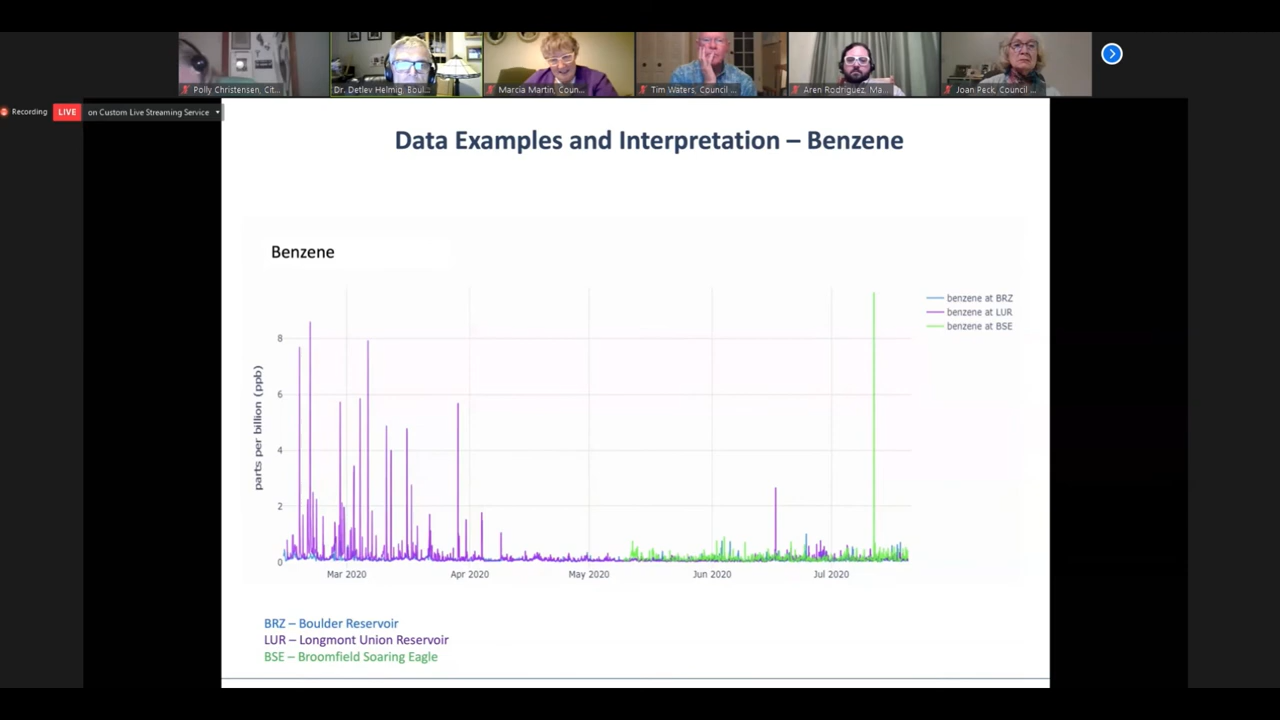 Polly Christensen, Cit...
Dr. Detlev Helmig, Boul...
Marcia Martin, Coun...
Tim Waters, Council ...
Aren Rodriguez, Ma...
Joan Peck, Council ...
Recording
LIVE
on Custom Live Streaming Service
Data Examples and Interpretation – Benzene
Benzene
benzene at BRZ
benzene at LUR
benzene at BSE
parts per billion (ppb)
8
6
4
2
0
Mar 2020
Apr 2020
May 2020
Jun 2020
Jul 2020
BRZ – Boulder Reservoir
LUR – Longmont Union Reservoir
BSE – Broomfield Soaring Eagle